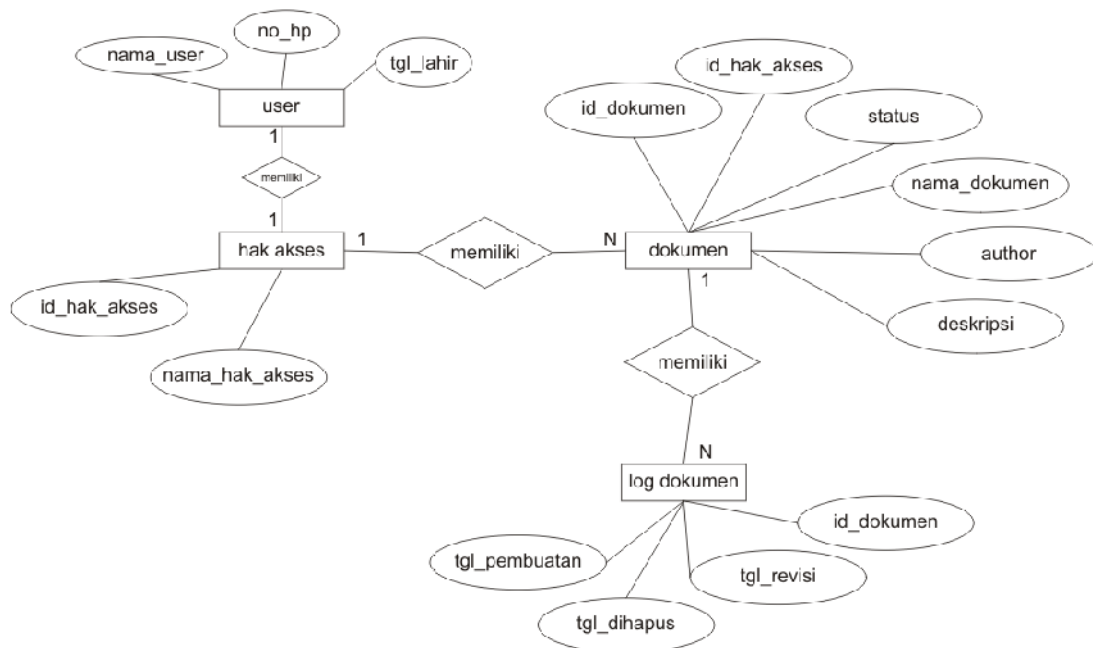 no_hp
nama_user
tgl_lahir
user
1
memiliki
1
hak akses
1
memiliki
N
dokumen
1
id_hak_akses
nama_hak_akses
id_dokumen
id_hak_akses
status
nama_dokumen
author
deskripsi
memiliki
N
log dokumen
id_dokumen
tgl_pembuatan
tgl_revisi
tgl_dihapus